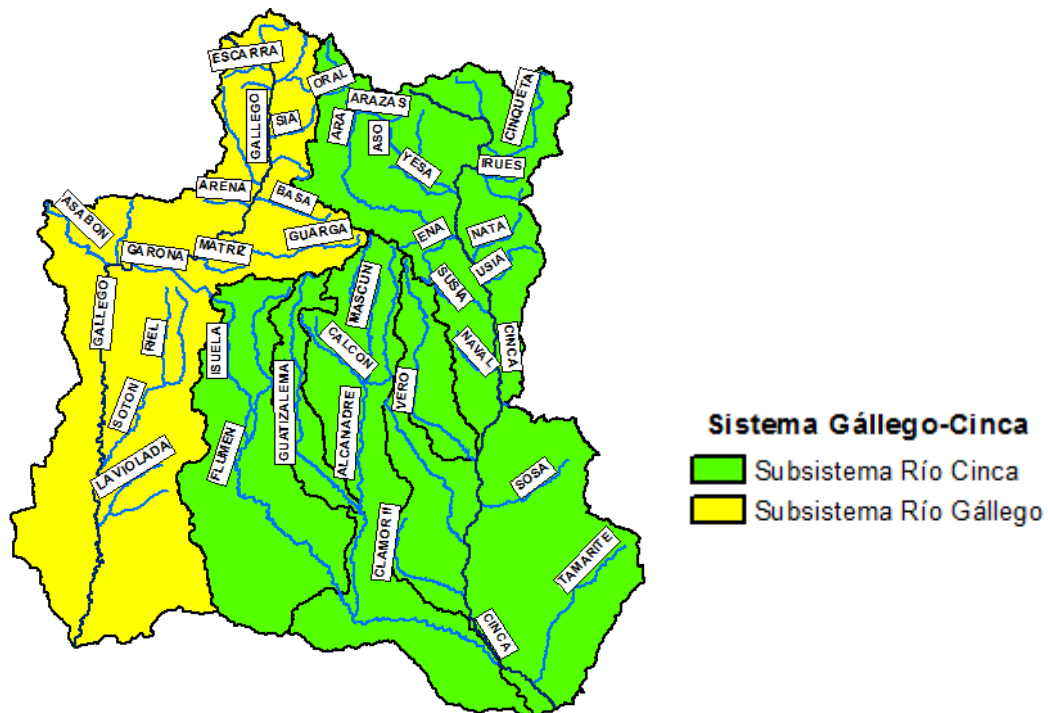 ESCARRA
ORAL
GALLEGO
SIA
ARAZAS
CINQUETA
ARA
ASO
YESA
IRUES
ARENA
BASA
ASABON
GUARGA
MATRIZ
GARONA
ENA
NATA
USIA
SUSIA
MASCUN
GÁLLEGO
RIEL
ISUELA
CALCON
NAVAL
CINCA
GUATIZALEMA
ALCANADRE
VERO
SOTON
FLUMEN
LA VIOLADA
SOSA
CLAMOR II
TAMARITE
CINCA
Sistema Gállego-Cinca
Subsistema Río Cinca
Subsistema Río Gállego